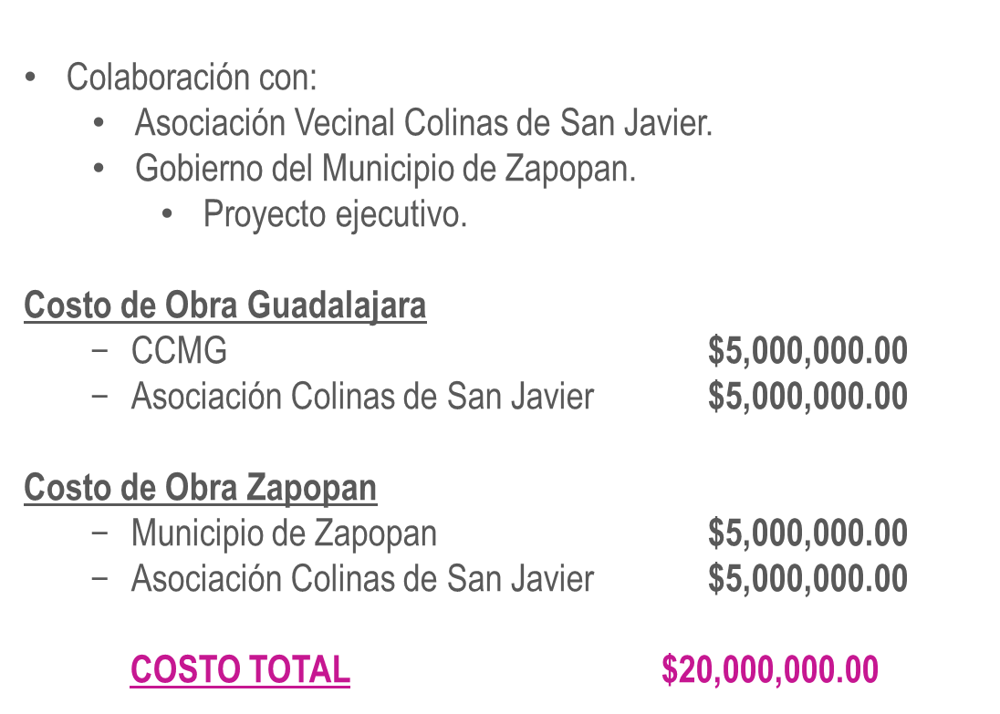 • Colaboración con:
• Asociación Vecinal Colinas de San Javier.
• Gobierno del Municipio de Zapopan.
• Proyecto ejecutivo.
Costo de Obra Guadalajara
− CCMG $5,000,000.00
− Asociación Colinas de San Javier $5,000,000.00
Costo de Obra Zapopan
− Municipio de Zapopan $5,000,000.00
− Asociación Colinas de San Javier $5,000,000.00
COSTO TOTAL $20,000,000.00